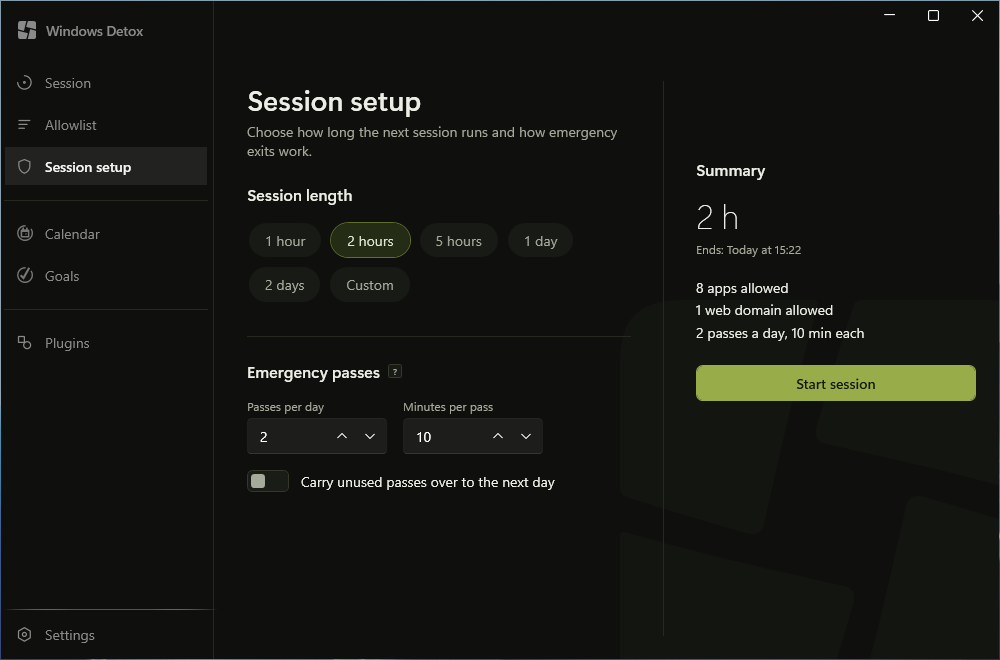 Windows Detox
Session
Allowlist
Session setup
Calendar
Goals
Plugins
Settings
Session setup
Choose how long the next session runs and how emergency
exits work.
Session length
1 hour
2 hours
5 hours
1 day
2 days
Custom
Emergency passes ?
Passes per day
Minutes per pass
2
10
Carry unused passes over to the next day
Summary
2 h
Ends: Today at 15:22
8 apps allowed
1 web domain allowed
2 passes a day, 10 min each
Start session